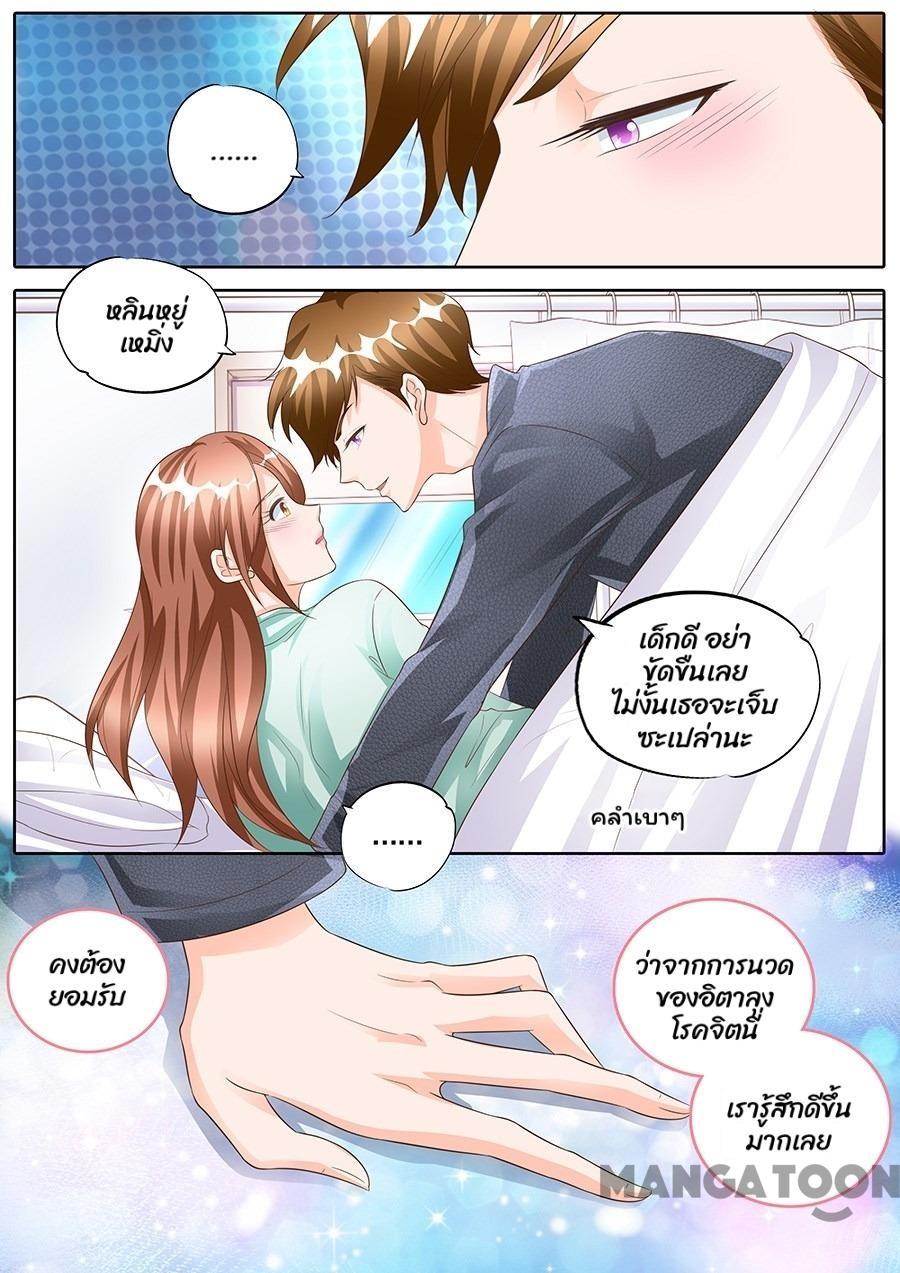 ......
หลินหยู่
เหมิ่ง
เด็กดี อย่า
ขัดขืนเลย
ไม่งั้นเธอจะเจ็บ
ซะเปล่านะ
คลำเบาๆ
......
คงต้อง
ยอมรับ
ว่าจากการนวด
ของอิตาลุง
โรคจิตนี่
เรารู้สึกดีขึ้น
มากเลย
MANGATOON